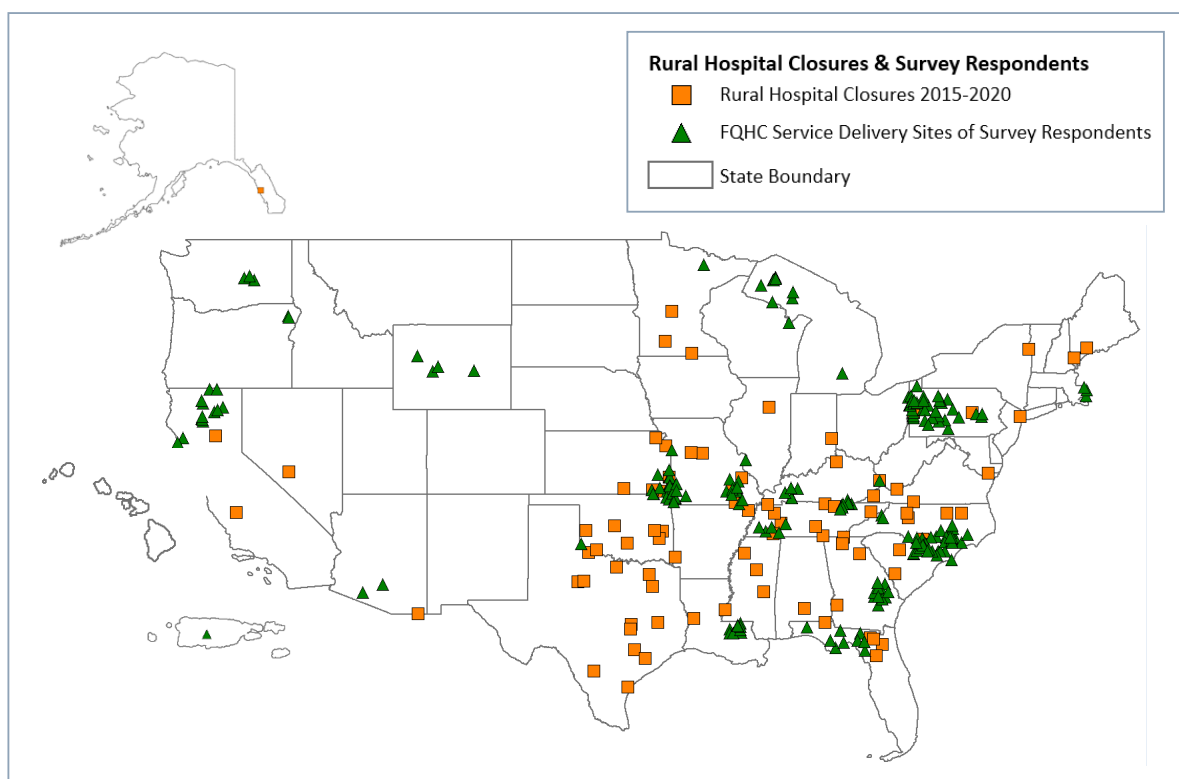 Rural Hospital Closures & Survey Respondents
Rural Hospital Closures 2015-2020
FQHC Service Delivery Sites of Survey Respondents
State Boundary